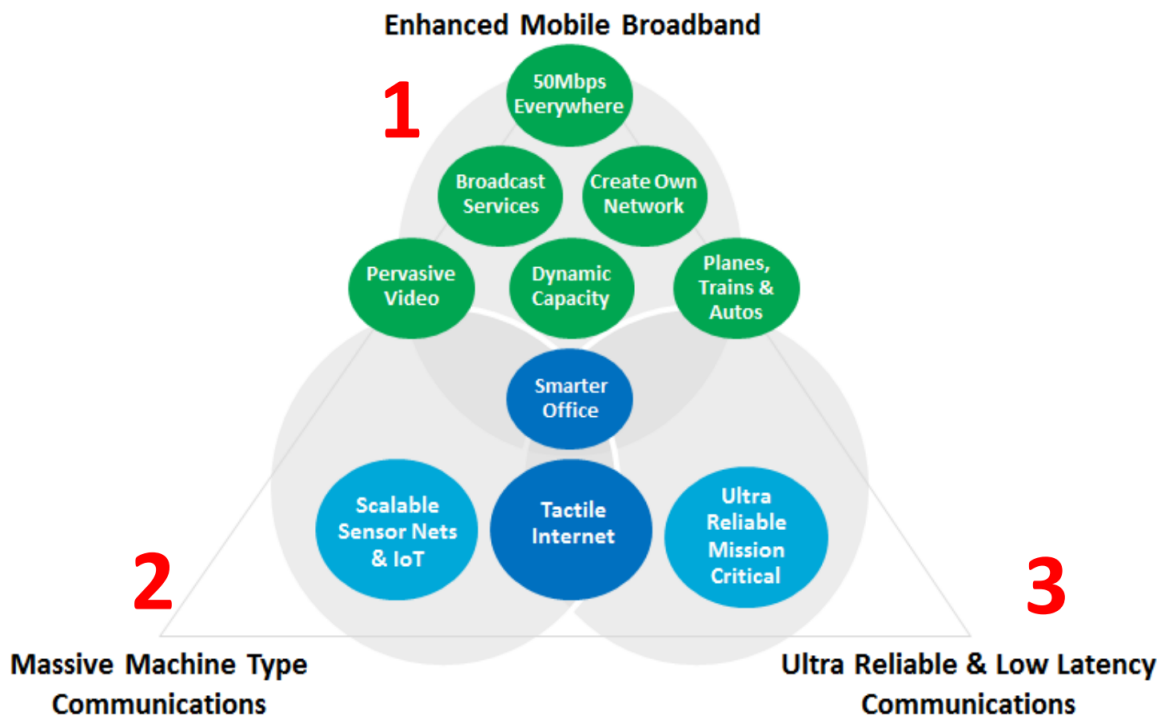 Enhanced Mobile Broadband
1
50Mbps
Everywhere
Broadcast
Services
Create Own
Network
Pervasive
Video
Dynamic
Capacity
Planes,
Trains &
Autos
Smarter
Office
Scalable
Sensor Nets
& IoT
Tactile
Internet
Ultra
Reliable
Mission
Critical
2
3
Massive Machine Type
Communications
Ultra Reliable & Low Latency
Communications